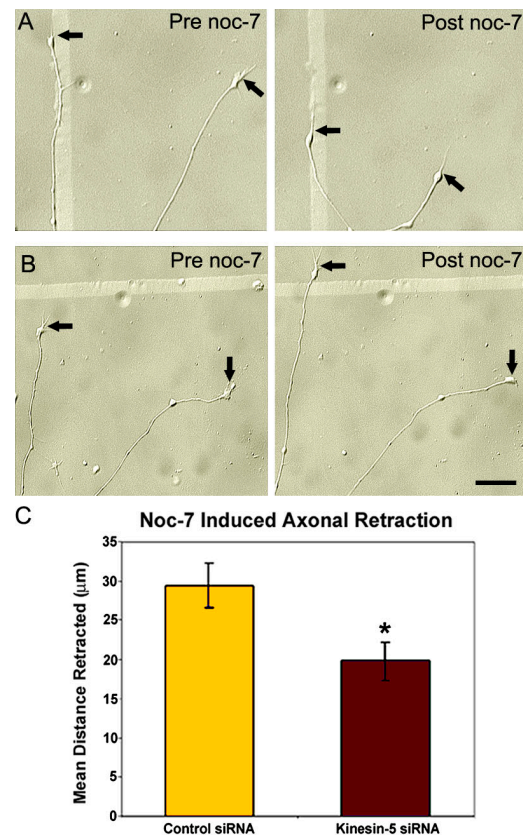 A
Pre noc-7
Post noc-7
B
Pre noc-7
Post noc-7
C
Noc-7 Induced Axonal Retraction
Mean Distance Retracted (µm)
35
30
25
20
15
10
5
0
*
Control siRNA
Kinesin-5 siRNA